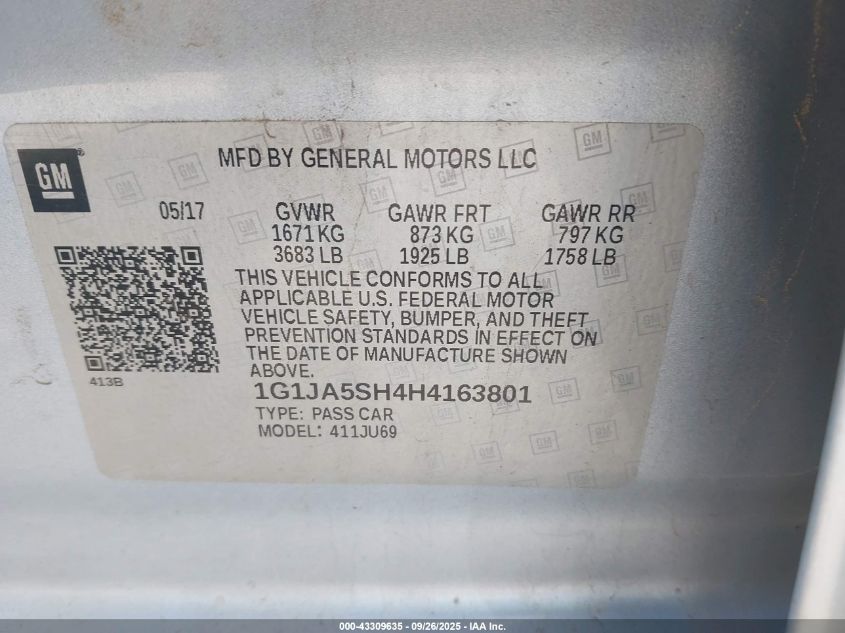 GM
MFD BY GENERAL MOTORS LLC
05/17 GVWR GAWR FRT GAWR RR
1671 KG 873 KG 797 KG
3683 LB 1925 LB 1758 LB
THIS VEHICLE CONFORMS TO ALL
APPLICABLE U.S. FEDERAL MOTOR
VEHICLE SAFETY, BUMPER, AND THEFT
PREVENTION STANDARDS IN EFFECT ON
THE DATE OF MANUFACTURE SHOWN
ABOVE.
413B
1G1JA5SH4H4163801
TYPE: PASS CAR
MODEL: 411JU69
000-43309635 - 09/26/2025 - IAA Inc.